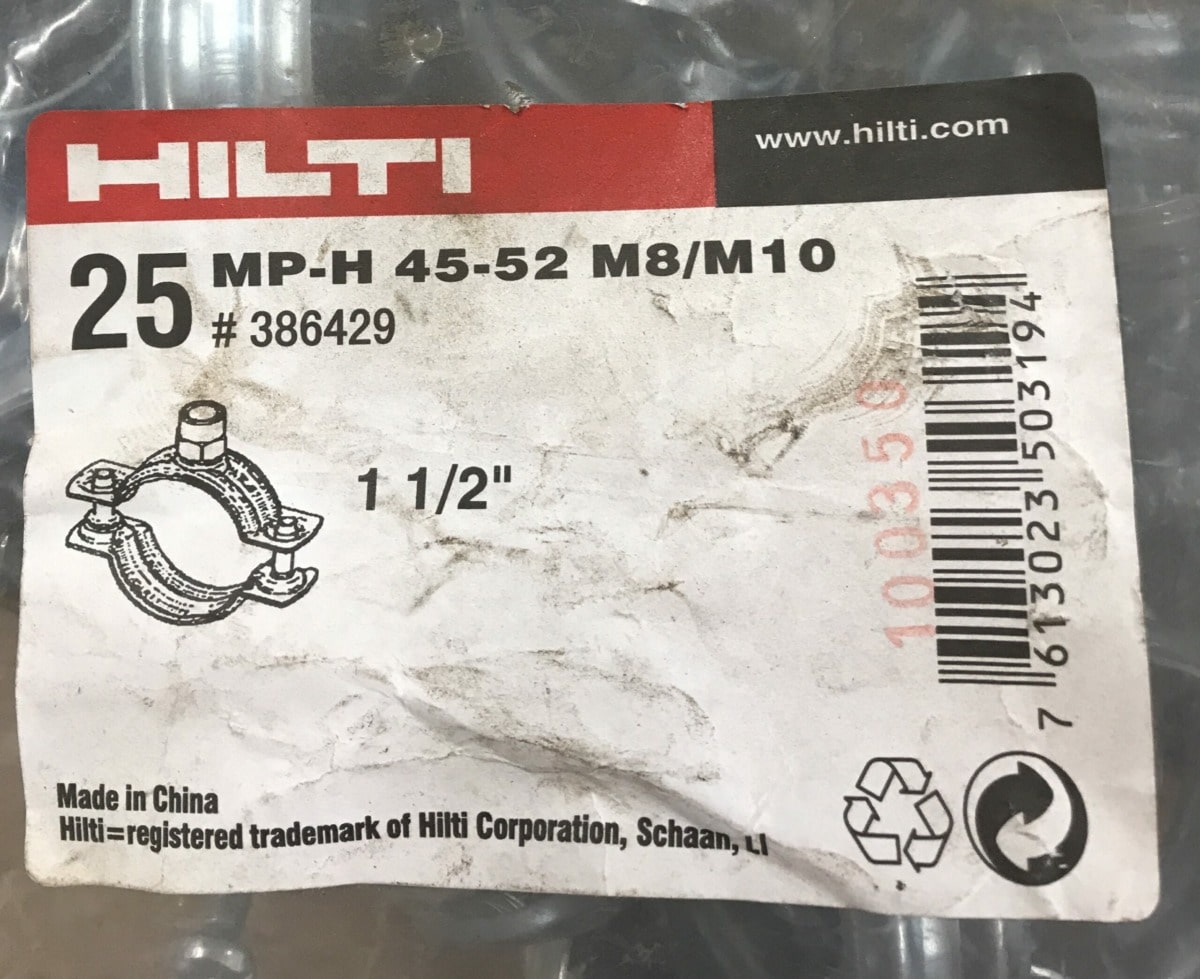 HILTI
www.hilti.com
25 MP-H 45-52 M8/M10
# 386429
1 1/2"
7 613023 503194
100350
Made in China
Hilti=registered trademark of Hilti Corporation, Schaan, LI